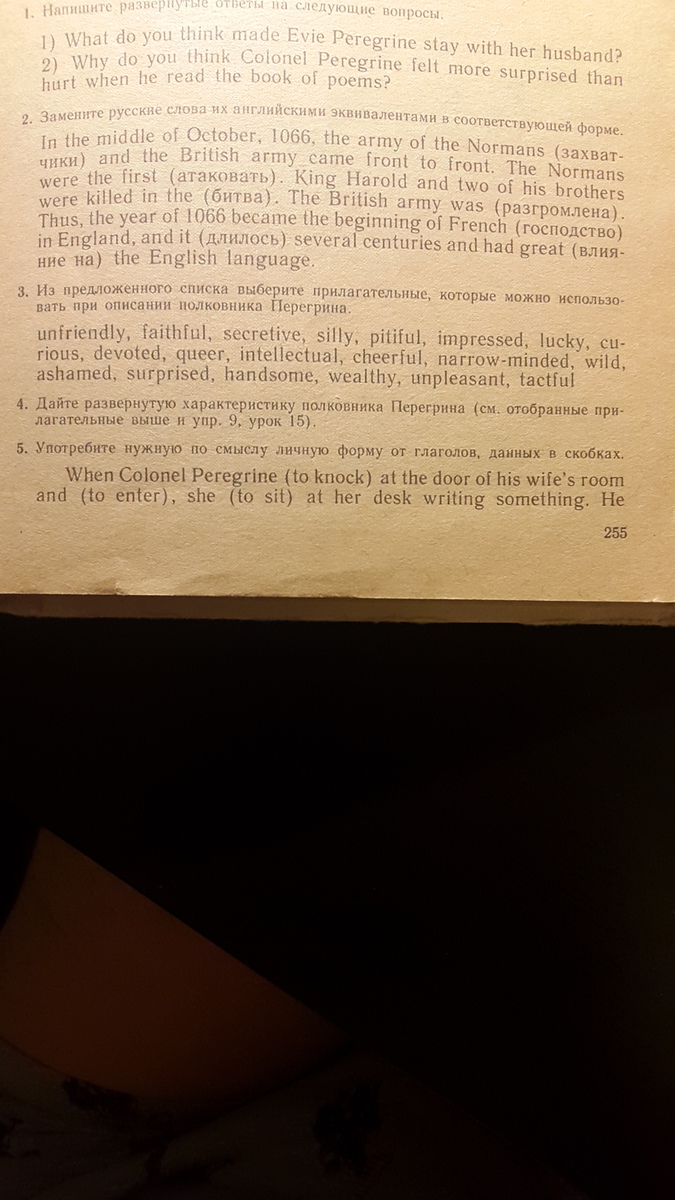 1. Напишите развернутые ответы на следующие вопросы.
1) What do you think made Evie Peregrine stay with her husband?
2) Why do you think Colonel Peregrine felt more surprised than
hurt when he read the book of poems?
2. Замените русские слова их английскими эквивалентами в соответствующей форме.
In the middle of October, 1066, the army of the Normans (захват-
чики) and the British army came front to front. The Normans
were the first (атаковать). King Harold and two of his brothers
were killed in the (битва). The British army was (разгромлена).
Thus, the year of 1066 became the beginning of French (господство)
in England, and it (длилось) several centuries and had great (влия-
ние на) the English language.
3. Из предложенного списка выберите прилагательные, которые можно использо-
вать при описании полковника Перегрина.
unfriendly, faithful, secretive, silly, pitiful, impressed, lucky, cu-
rious, devoted, queer, intellectual, cheerful, narrow-minded, wild,
ashamed, surprised, handsome, wealthy, unpleasant, tactful
4. Дайте развернутую характеристику полковника Перегрина (см. отобранные при-
лагательные выше и упр. 9, урок 15).
5. Употребите нужную по смыслу личную форму от глаголов, данных в скобках.
When Colonel Peregrine (to knock) at the door of his wife's room
and (to enter), she (to sit) at her desk writing something. He
255